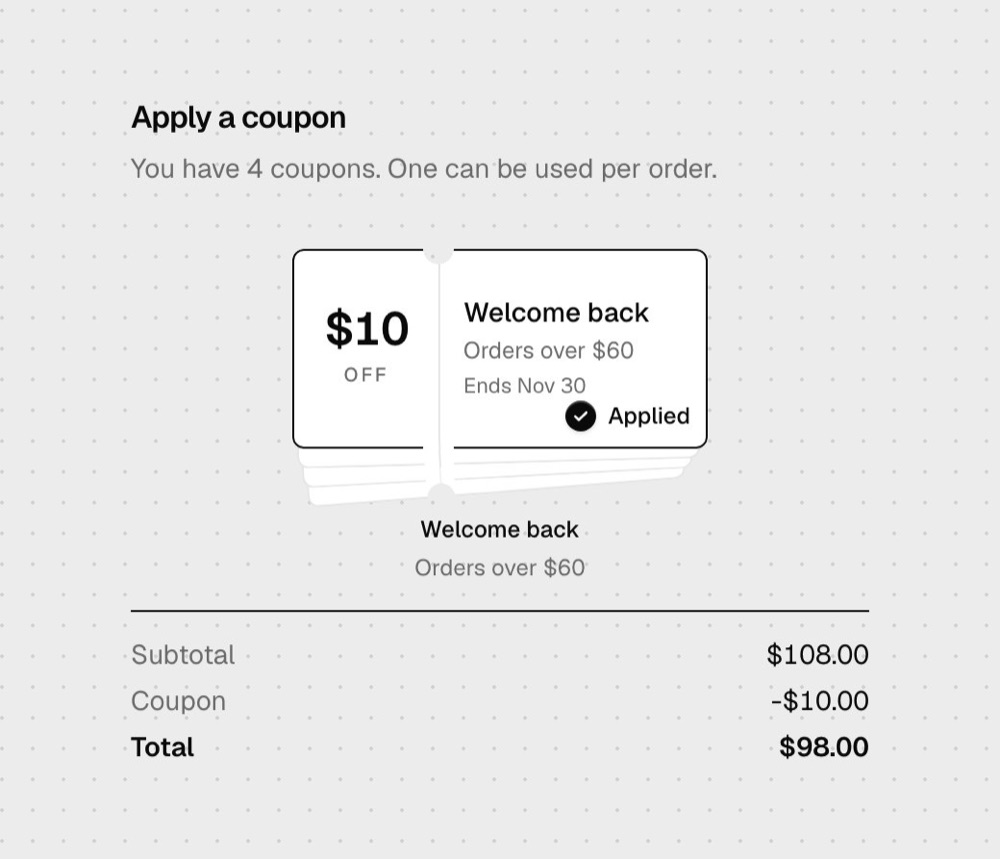 Apply a coupon
You have 4 coupons. One can be used per order.
$10
OFF
Welcome back
Orders over $60
Ends Nov 30
Applied
Welcome back
Orders over $60
Subtotal $108.00
Coupon -$10.00
Total $98.00